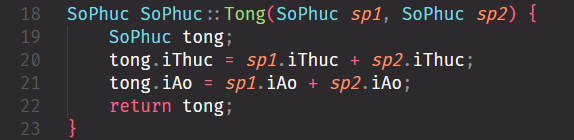 18 SoPhuc SoPhuc::Tong(SoPhuc sp1, SoPhuc sp2) {
19     SoPhuc tong;
20     tong.iThuc = sp1.iThuc + sp2.iThuc;
21     tong.iAo = sp1.iAo + sp2.iAo;
22     return tong;
23 }